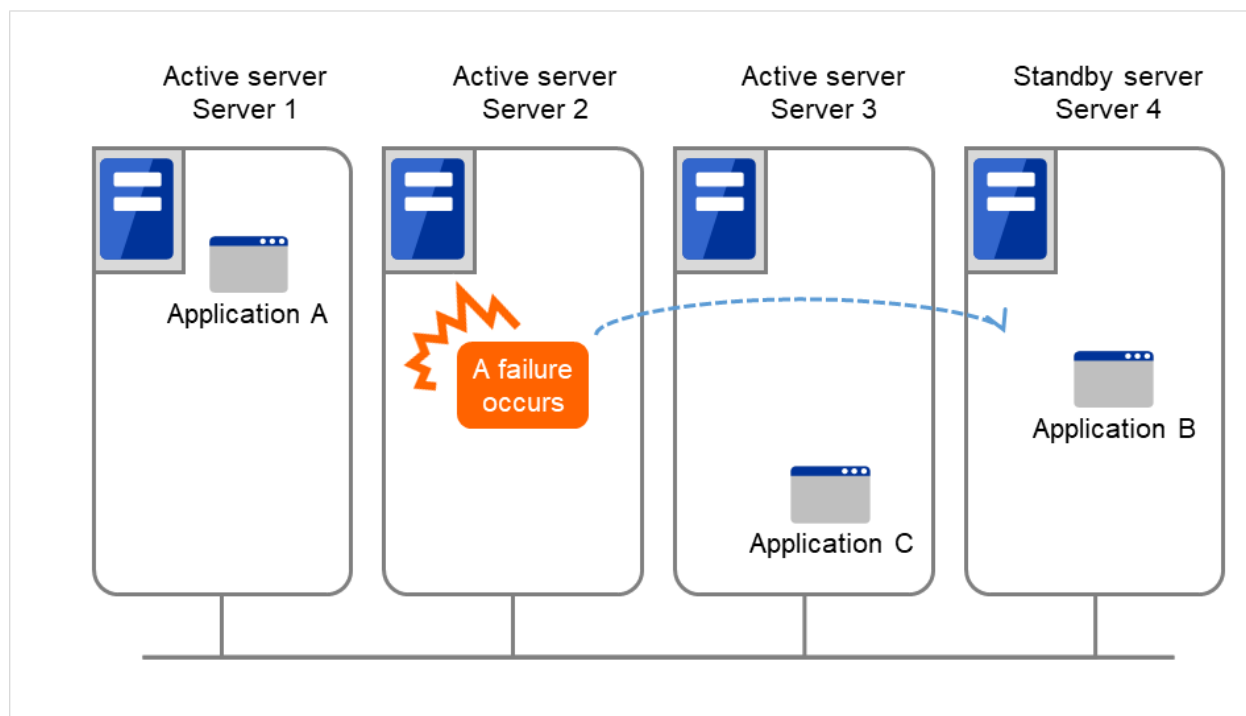 Active server
Server 1
Active server
Server 2
Active server
Server 3
Standby server
Server 4
Application A
A failure
occurs
Application B
Application C